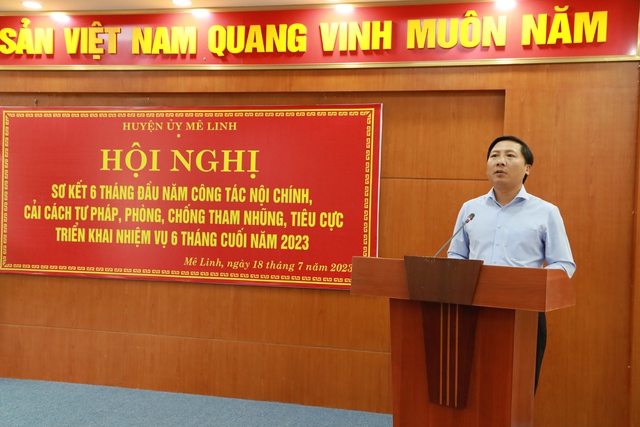 SẢN VIỆT NAM QUANG VINH MUÔN NĂM
HUYỆN ỦY MÊ LINH
HỘI NGHỊ
SƠ KẾT 6 THÁNG ĐẦU NĂM CÔNG TÁC NỘI CHÍNH,
CẢI CÁCH TƯ PHÁP, PHÒNG, CHỐNG THAM NHŨNG, TIÊU CỰC
TRIỂN KHAI NHIỆM VỤ 6 THÁNG CUỐI NĂM 2023
Mê Linh, ngày 18 tháng 7 năm 2023